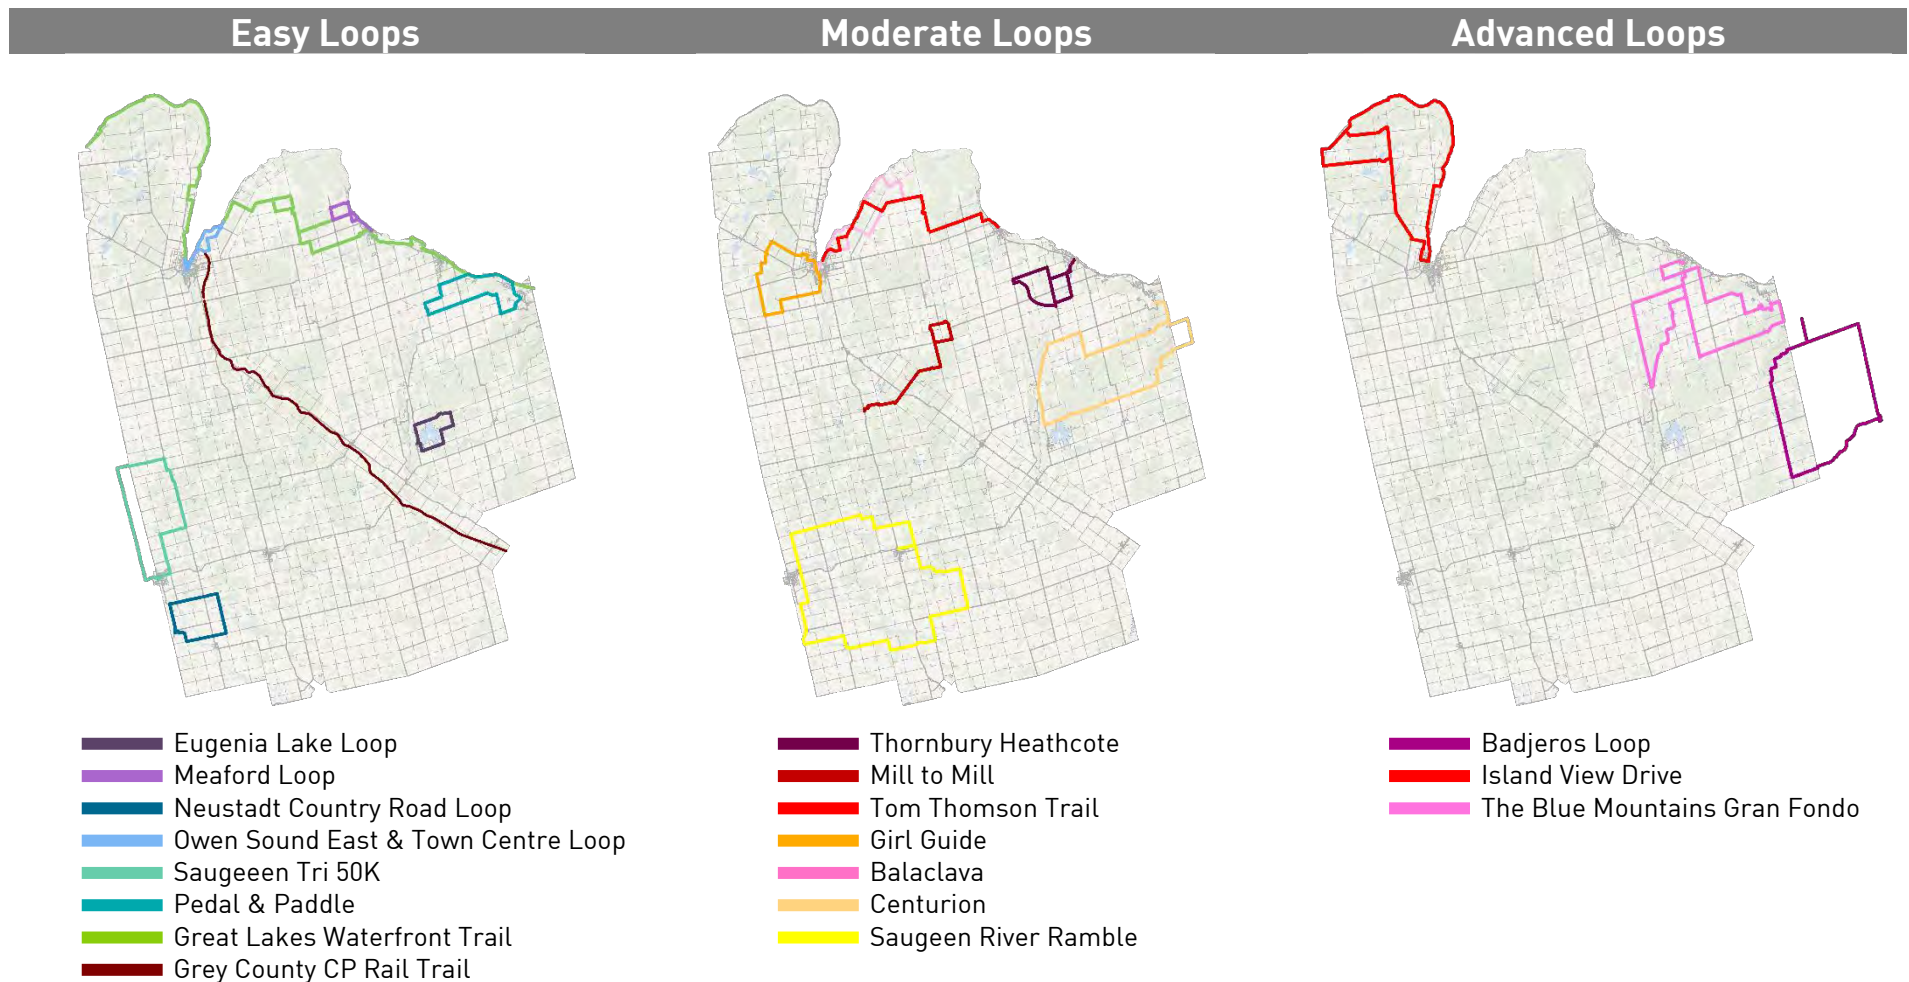 Easy Loops
Moderate Loops
Advanced Loops
Eugenia Lake Loop
Meaford Loop
Neustadt Country Road Loop
Owen Sound East & Town Centre Loop
Saugeeen Tri 50K
Pedal & Paddle
Great Lakes Waterfront Trail
Grey County CP Rail Trail
Thornbury Heathcote
Mill to Mill
Tom Thomson Trail
Girl Guide
Balaclava
Centurion
Saugeen River Ramble
Badjeros Loop
Island View Drive
The Blue Mountains Gran Fondo